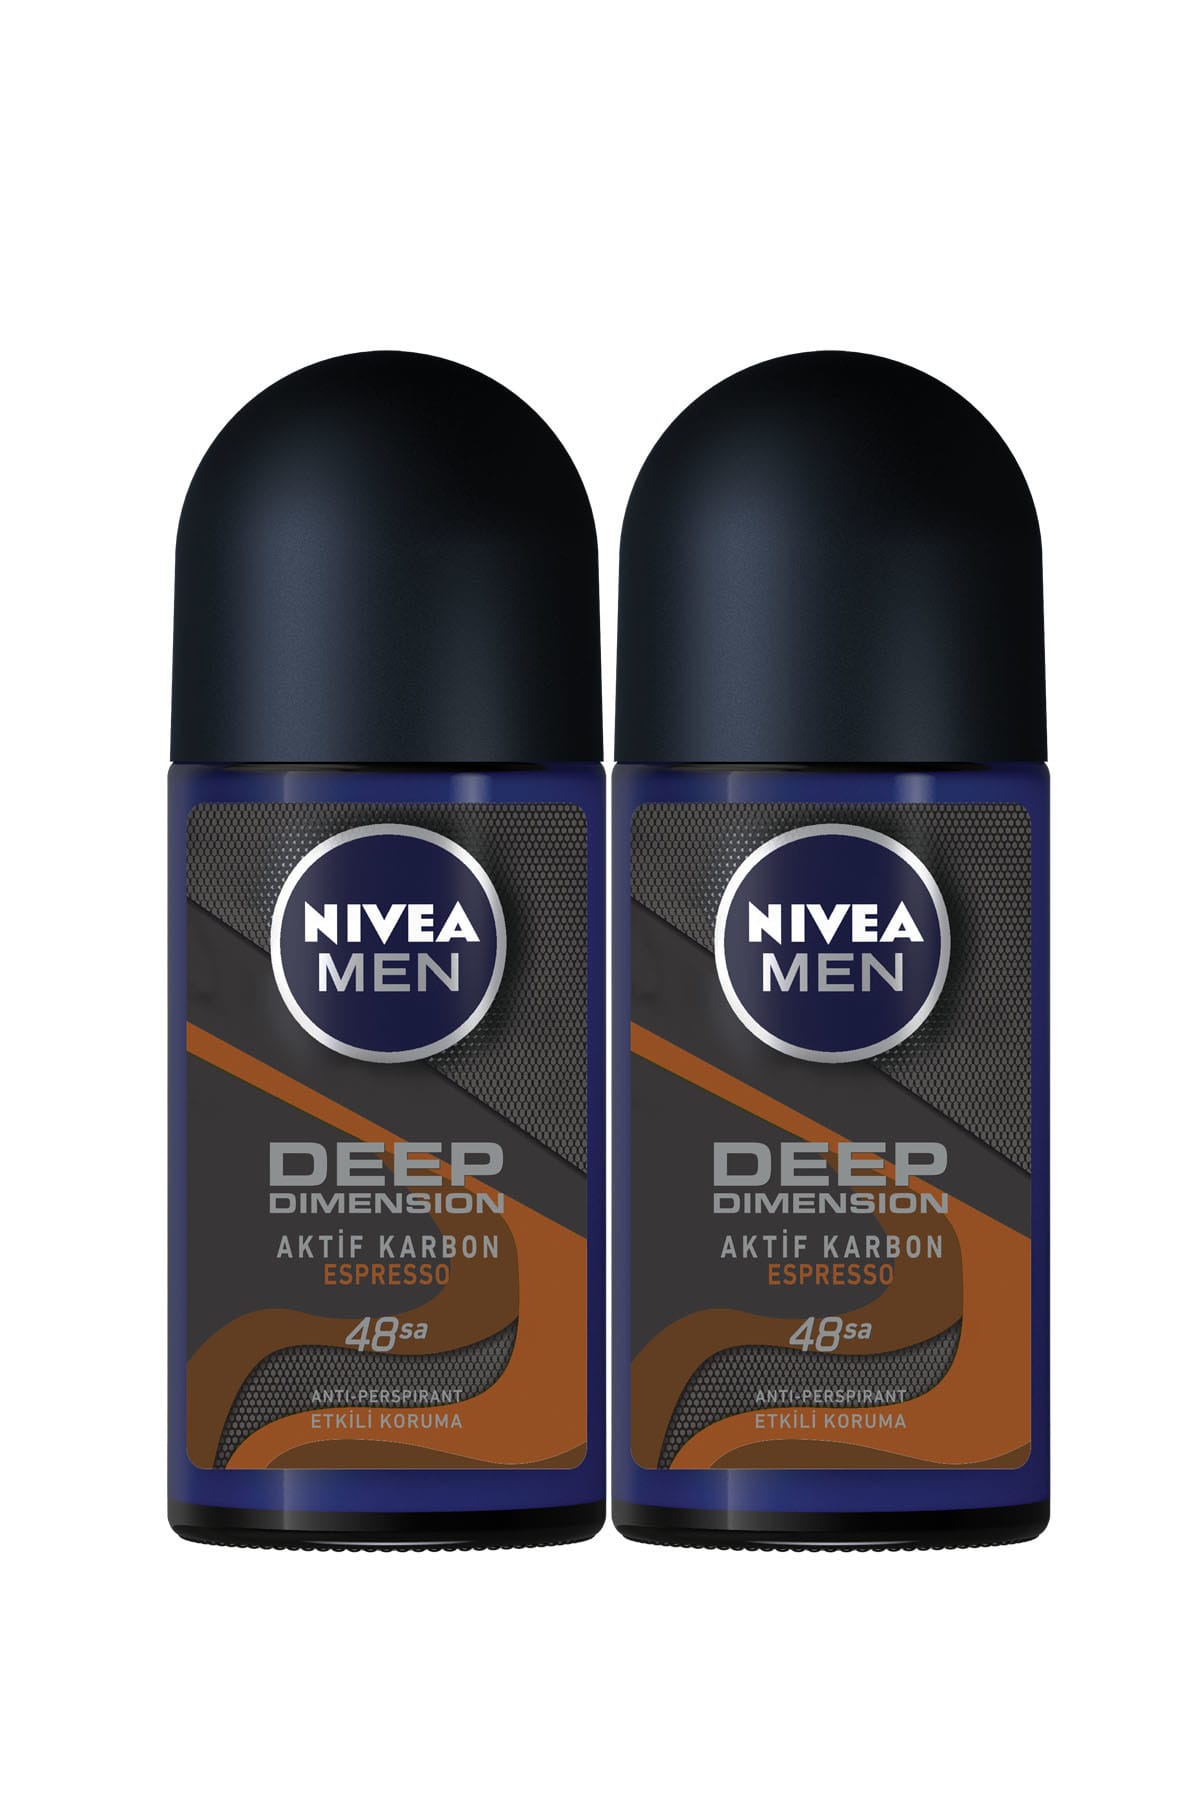 NIVEA
MEN
DEEP
DIMENSION
AKTİF KARBON
ESPRESSO
48sa
ANTI-PERSPIRANT
ETKİLİ KORUMA
NIVEA
MEN
DEEP
DIMENSION
AKTİF KARBON
ESPRESSO
48sa
ANTI-PERSPIRANT
ETKİLİ KORUMA